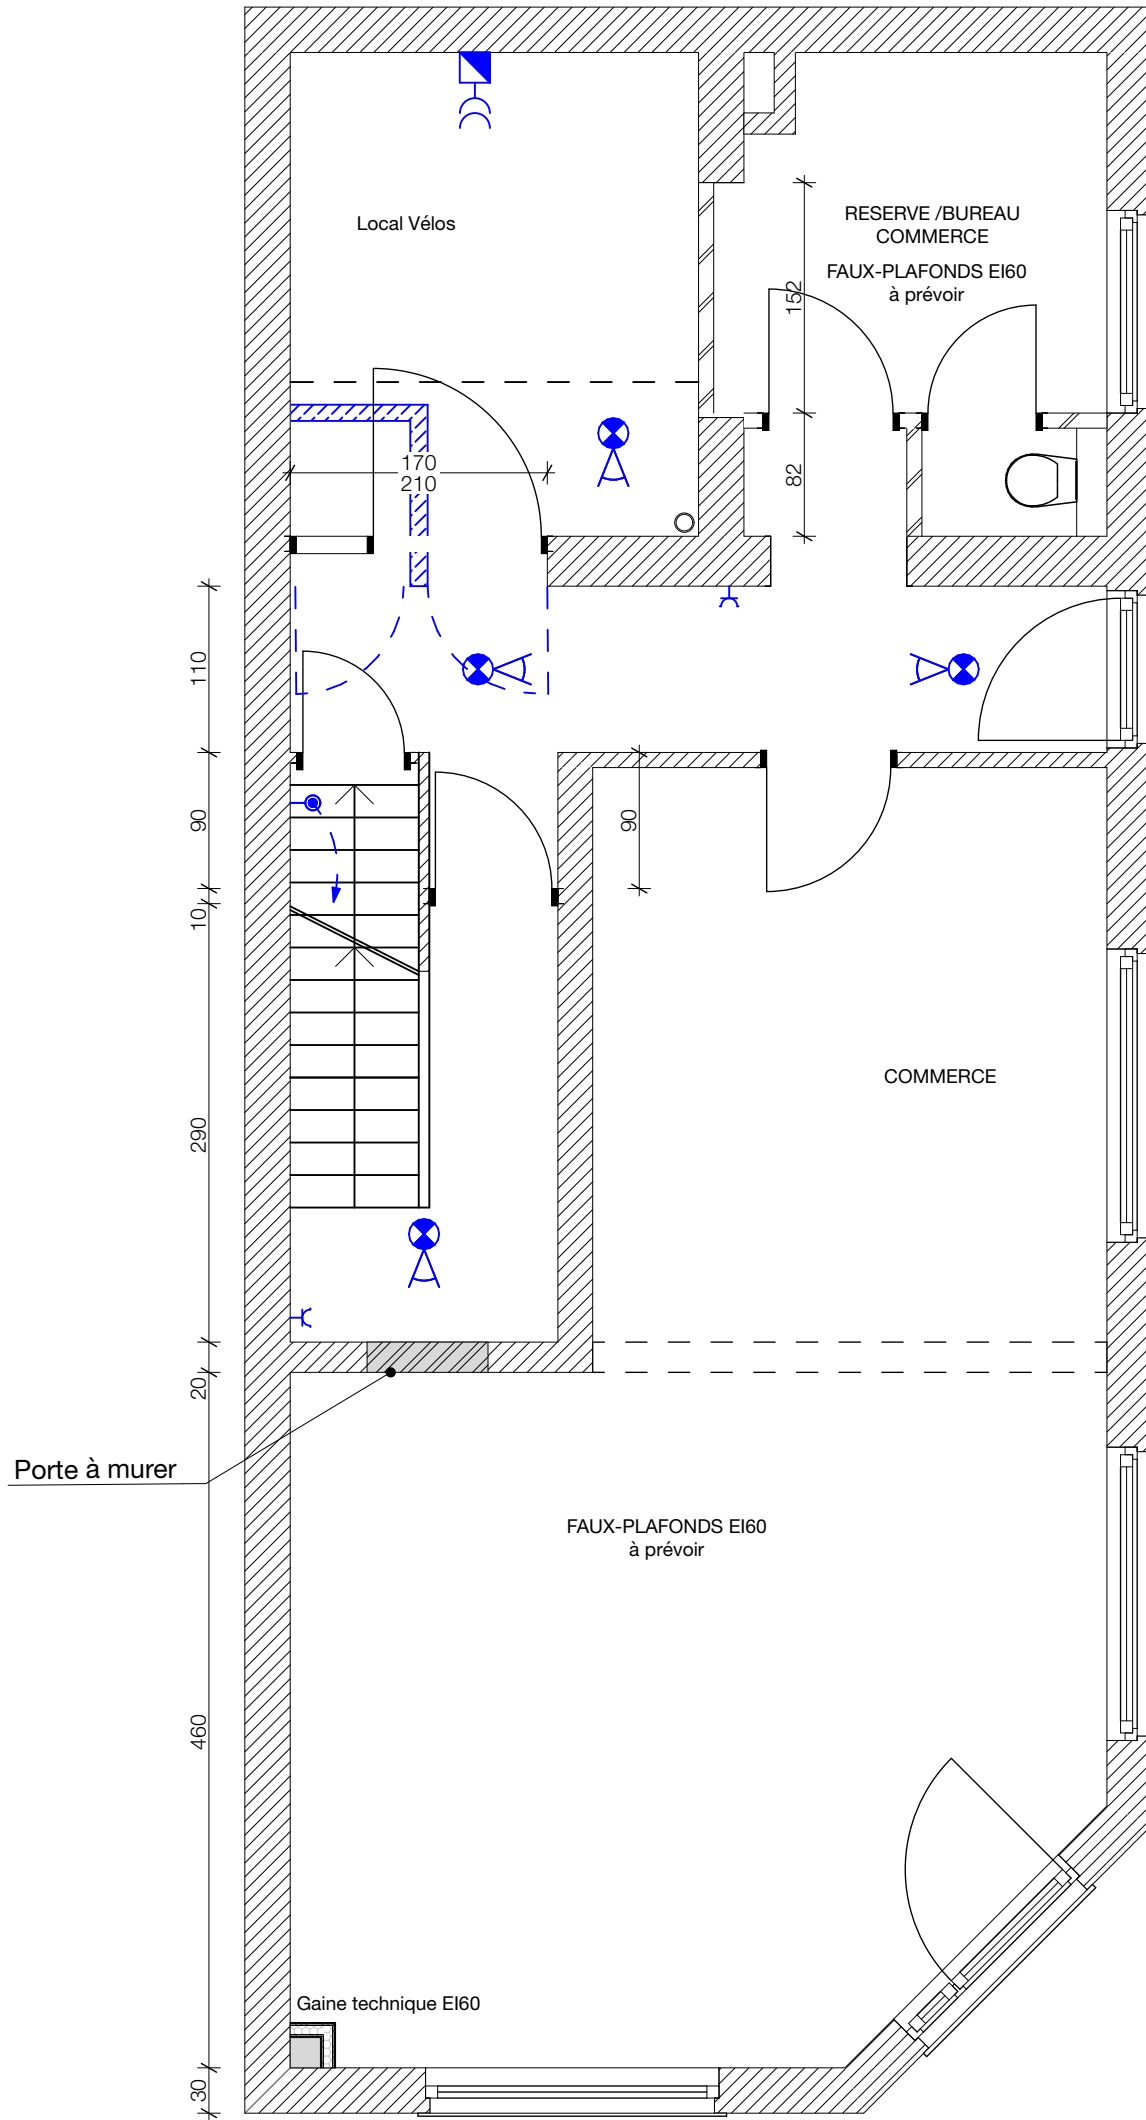 Local Vélos
RESERVE /BUREAU
COMMERCE
FAUX-PLAFONDS EI60
à prévoir
152
170
210
82
110
90
90
10
COMMERCE
290
20
Porte à murer
FAUX-PLAFONDS EI60
à prévoir
460
Gaine technique EI60
30